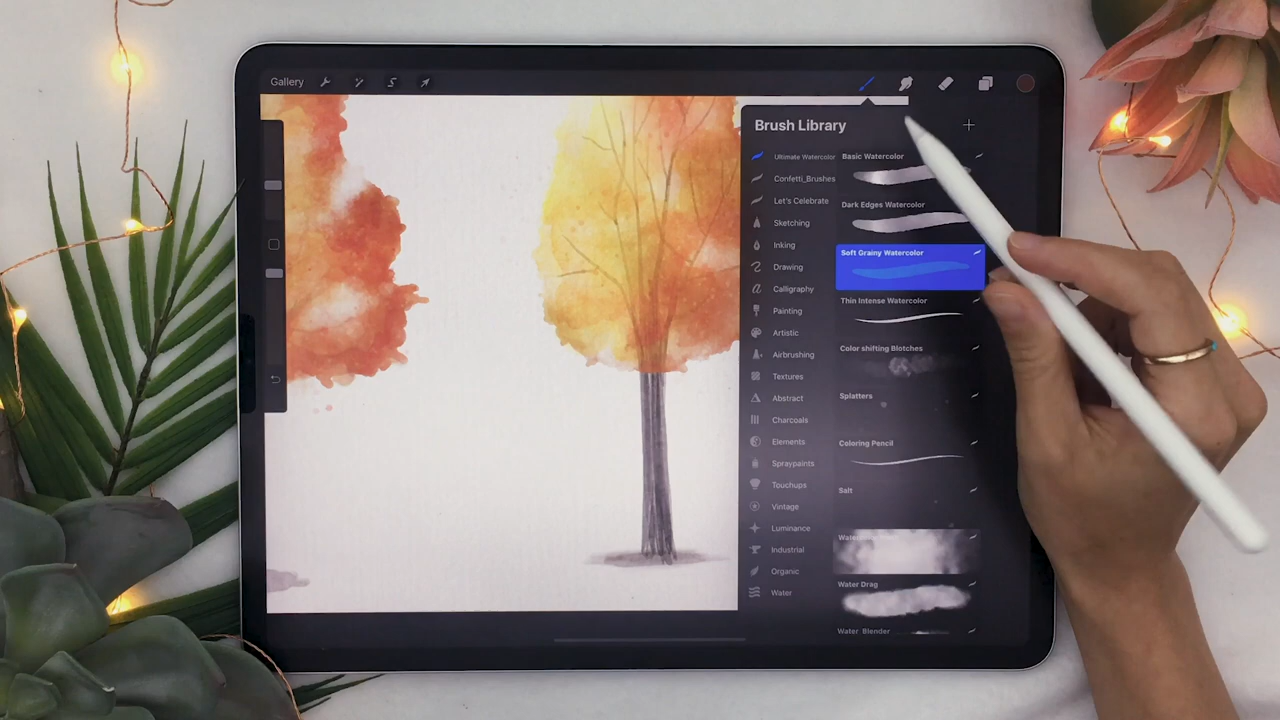 Gallery
Brush Library
Ultimate Watercolor
Confetti_Brushes
Let's Celebrate
Sketching
Inking
Drawing
Calligraphy
Painting
Artistic
Airbrushing
Textures
Abstract
Charcoals
Elements
Spraypaints
Touchups
Vintage
Luminance
Industrial
Organic
Water
Basic Watercolor
Dark Edges Watercolor
Soft Grainy Watercolor
Thin Intense Watercolor
Color shifting Blotches
Splatters
Coloring Pencil
Salt
Water Drag
Water Blender